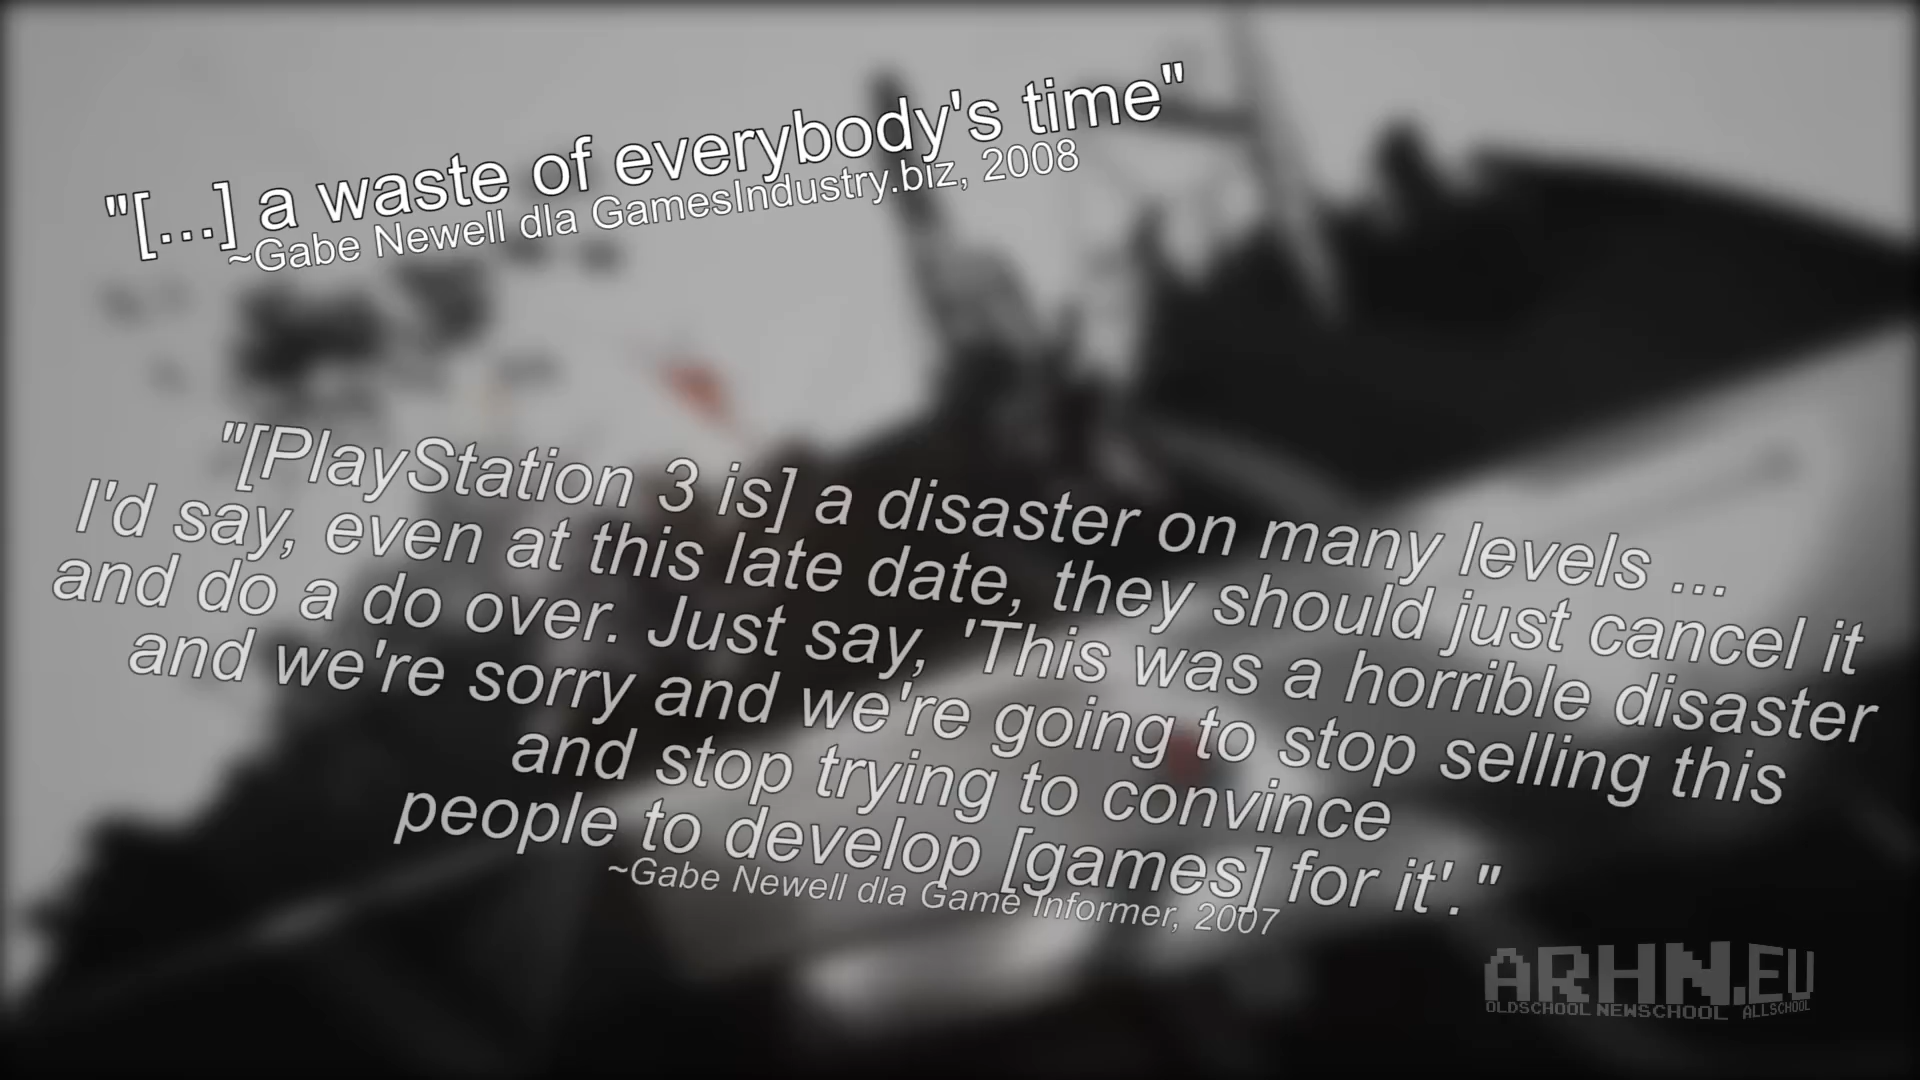 "[...] a waste of everybody's time"
~Gabe Newell dla GamesIndustry.biz, 2008
"[PlayStation 3 is] a disaster on many levels ...
I'd say, even at this late date, they should just cancel it
and do a do over. Just say, 'This was a horrible disaster
and we're sorry and we're going to stop selling this
and stop trying to convince
people to develop [games] for it'."
~Gabe Newell dla Game Informer, 2007
ARHN.EU
OLDSCHOOL NEWSCHOOL ALLSCHOOL